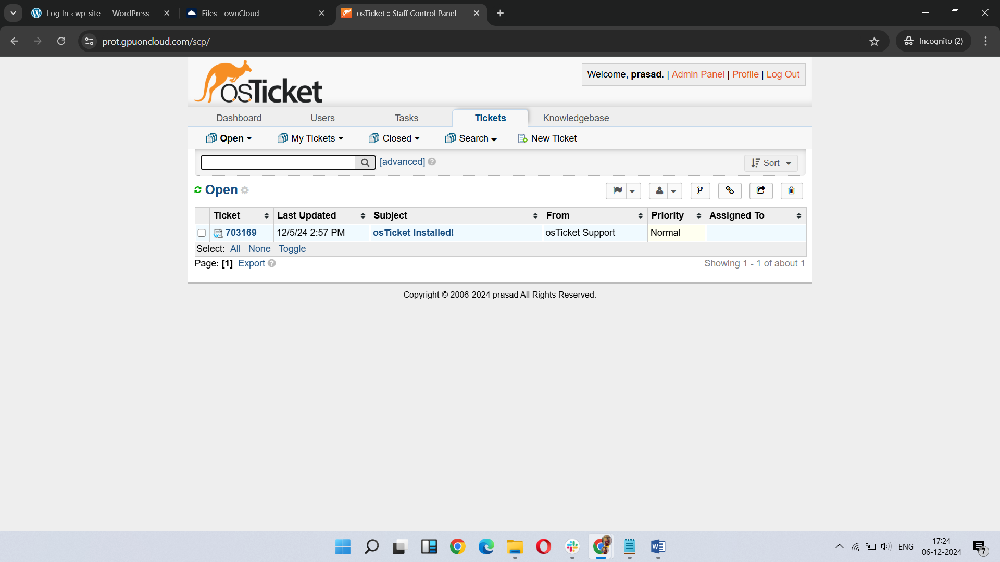 Log In ‹ wp-site — WordPress
Files - ownCloud
osTicket :: Staff Control Panel
prot.gpuoncloud.com/scp/
Incognito (2)
osTicket
Welcome, prasad. | Admin Panel | Profile | Log Out
Dashboard Users Tasks Tickets Knowledgebase
Open My Tickets Closed Search New Ticket
[advanced] ? Sort
Open
Ticket Last Updated Subject From Priority Assigned To
703169 12/5/24 2:57 PM osTicket Installed! osTicket Support Normal
Select: All None Toggle
Page: [1] Export ? Showing 1 - 1 of about 1
Copyright © 2006-2024 prasad All Rights Reserved.
ENG
17:24
06-12-2024
7